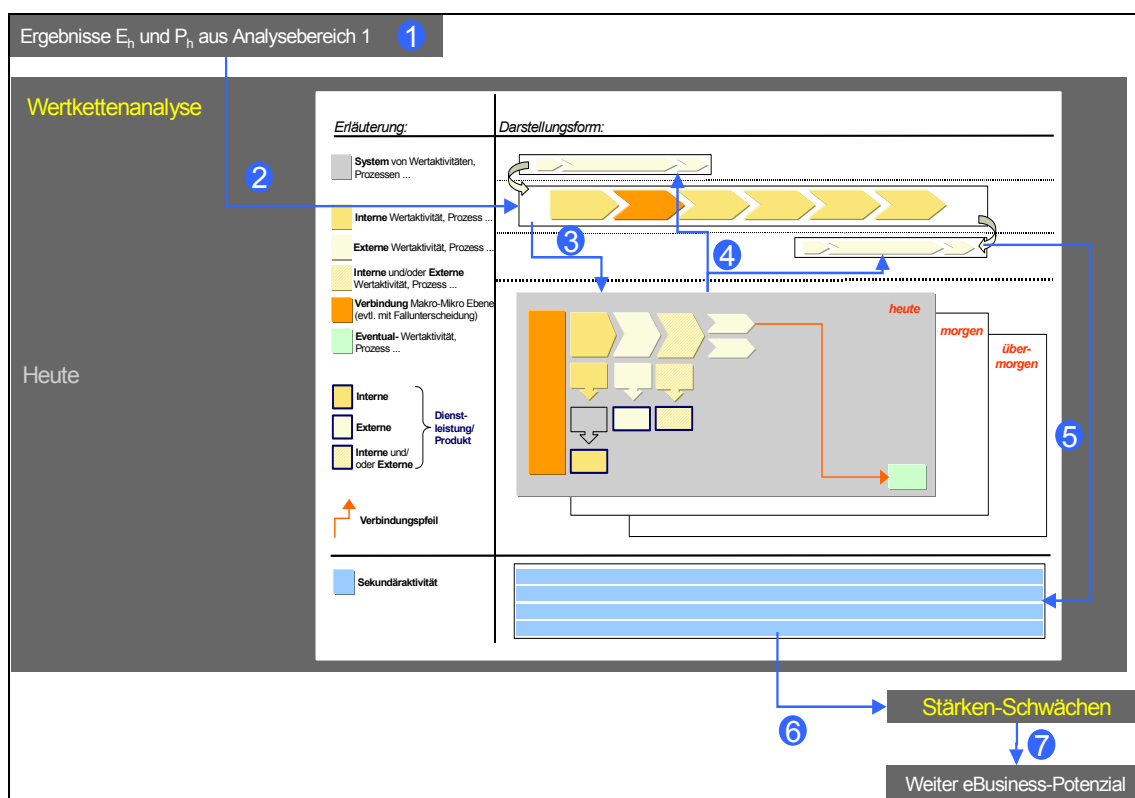 Ergebnisse Eh und Ph aus Analysebereich 1
1
Wertkettenanalyse
Erläuterung:
Darstellungsform:
System von Wertaktivitäten,
Prozessen ...
2
Interne Wertaktivität, Prozess ...
Externe Wertaktivität, Prozess ...
3
4
Interne und/oder Externe
Wertaktivität, Prozess ...
Verbindung Makro-Mikro Ebene
(evtl. mit Fallunterscheidung)
Eventual- Wertaktivität,
Prozess ...
heute
morgen
über-
morgen
Heute
Interne
Externe
Interne und/
oder Externe
Dienst-
leistung/
Produkt
5
Verbindungspfeil
Sekundäraktivität
6
Stärken-Schwächen
7
Weiter eBusiness-Potenzial